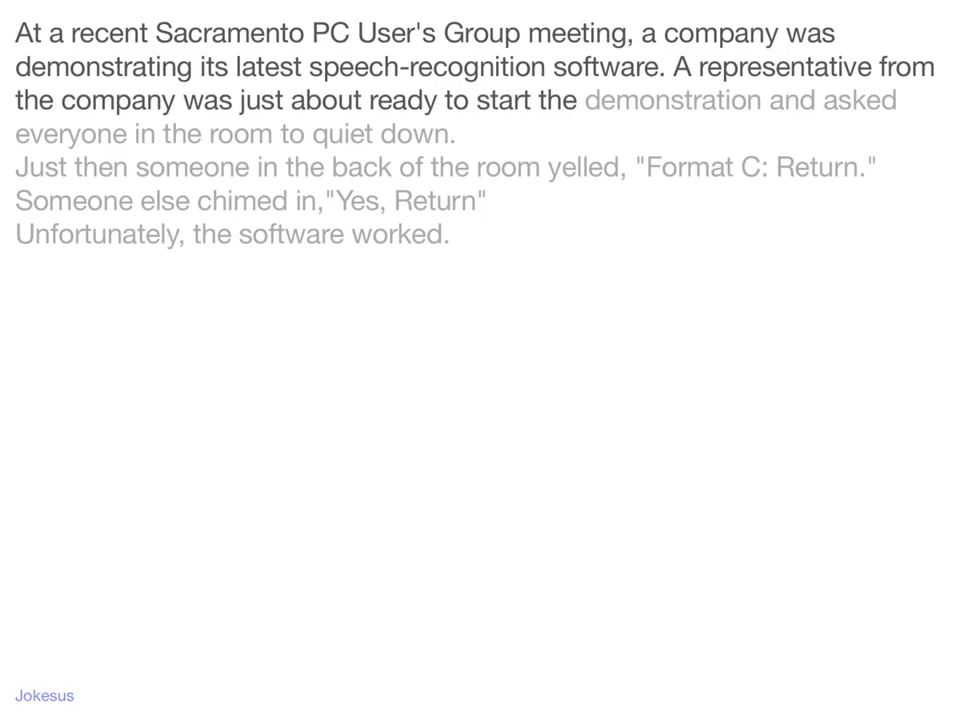 At a recent Sacramento PC User's Group meeting, a company was
demonstrating its latest speech-recognition software. A representative from
the company was just about ready to start the demonstration and asked
everyone in the room to quiet down.
Just then someone in the back of the room yelled, "Format C: Return."
Someone else chimed in,"Yes, Return"
Unfortunately, the software worked.
Jokesus